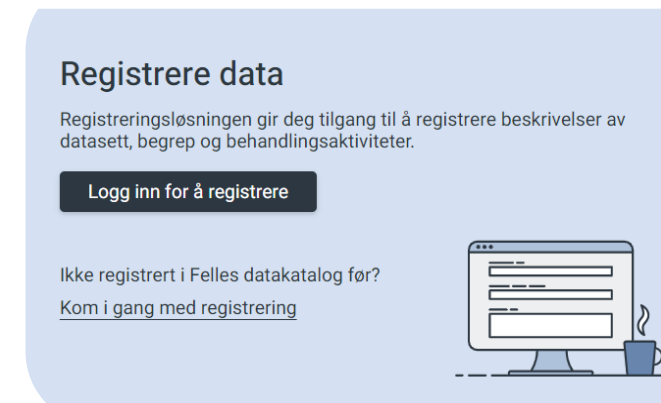 Registrere data
Registreringsløsningen gir deg tilgang til å registrere beskrivelser av
datasett, begrep og behandlingsaktiviteter.
Logg inn for å registrere
Ikke registrert i Felles datakatalog før?
Kom i gang med registrering